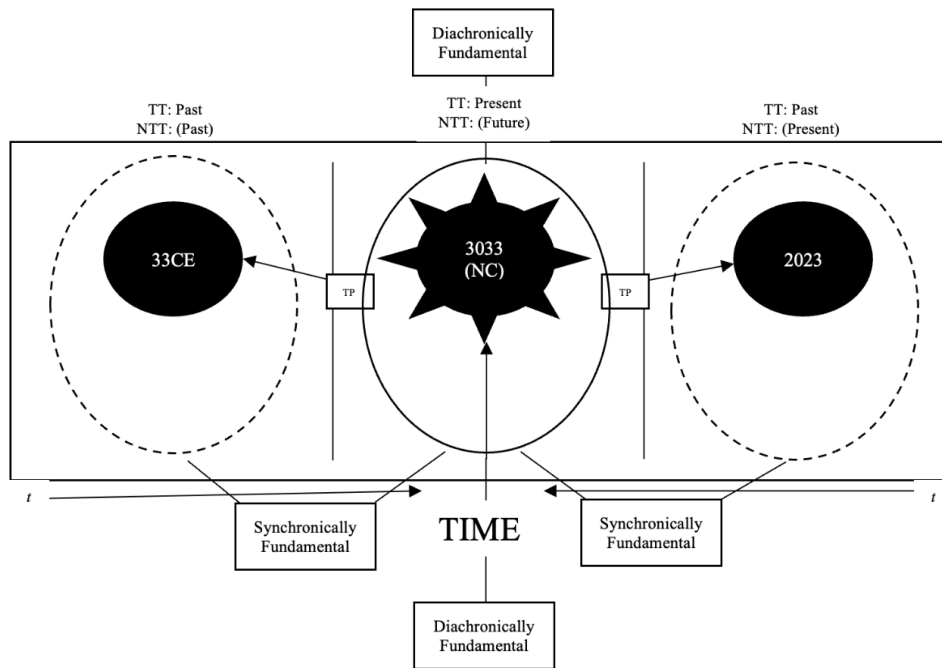 Diachronically
Fundamental
TT: Past
NTT: (Past)
TT: Present
NTT: (Future)
TT: Past
NTT: (Present)
33CE
3033
(NC)
2023
TP
TP
t
t
Synchronically
Fundamental
TIME
Synchronically
Fundamental
Diachronically
Fundamental